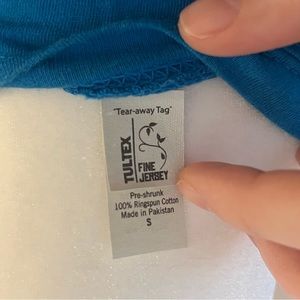 "Tear-away Tag"
TULTEX
FINE
JERSEY
Pre-shrunk
100% Ringspun Cotton
Made in Pakistan
S